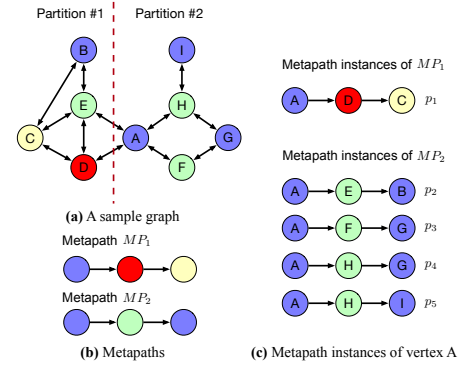 Partition #1 Partition #2
B I
E H
C A G
D F
(a) A sample graph
Metapath MP1
Metapath MP2
(b) Metapaths
Metapath instances of MP1
A D C p1
Metapath instances of MP2
A E B p2
A F G p3
A H G p4
A H I p5
(c) Metapath instances of vertex A